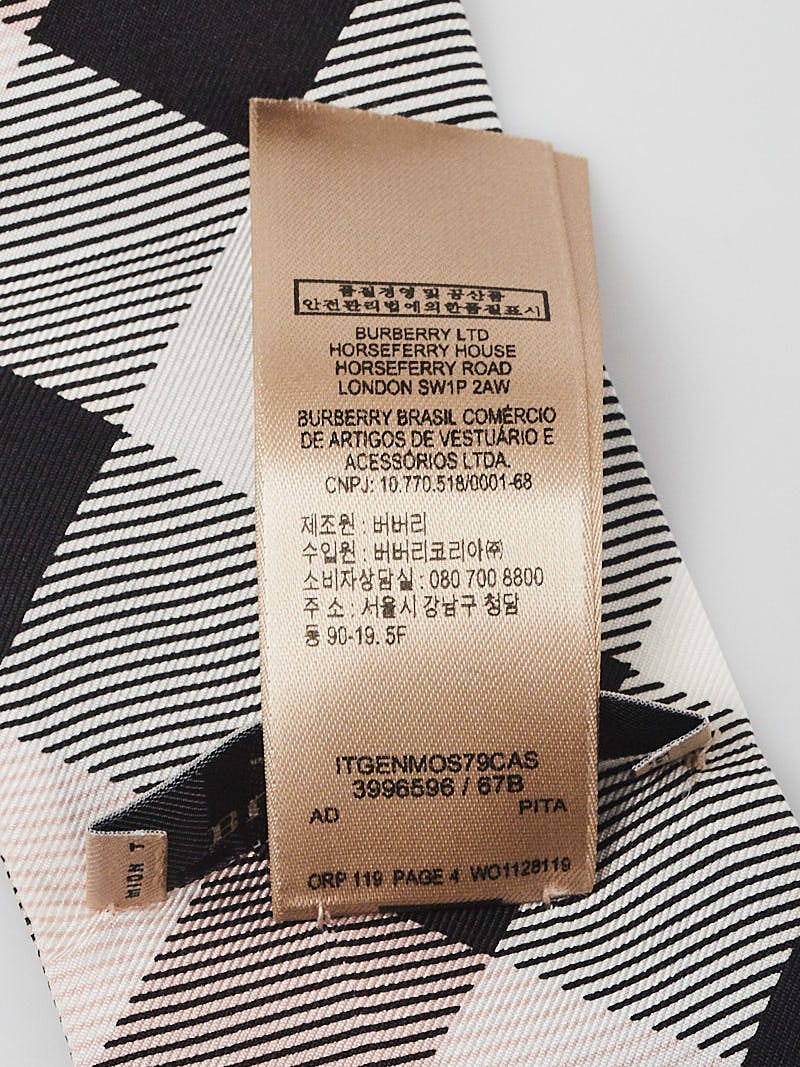 품질경영 및 공산품
안전관리법에의한품질표시
BURBERRY LTD
HORSEFERRY HOUSE
HORSEFERRY ROAD
LONDON SW1P 2AW
BURBERRY BRASIL COMÉRCIO
DE ARTIGOS DE VESTUÁRIO E
ACESSÓRIOS LTDA.
CNPJ: 10.770.518/0001-68
제조원 : 버버리
수입원 : 버버리코리아㈜
소비자상담실 : 080 700 8800
주 소 : 서울시 강남구 청담
동 90-19. 5F
ITGENMOS79CAS
3996596 / 67B
AD PITA
ORP 119 PAGE 4 WO1128119